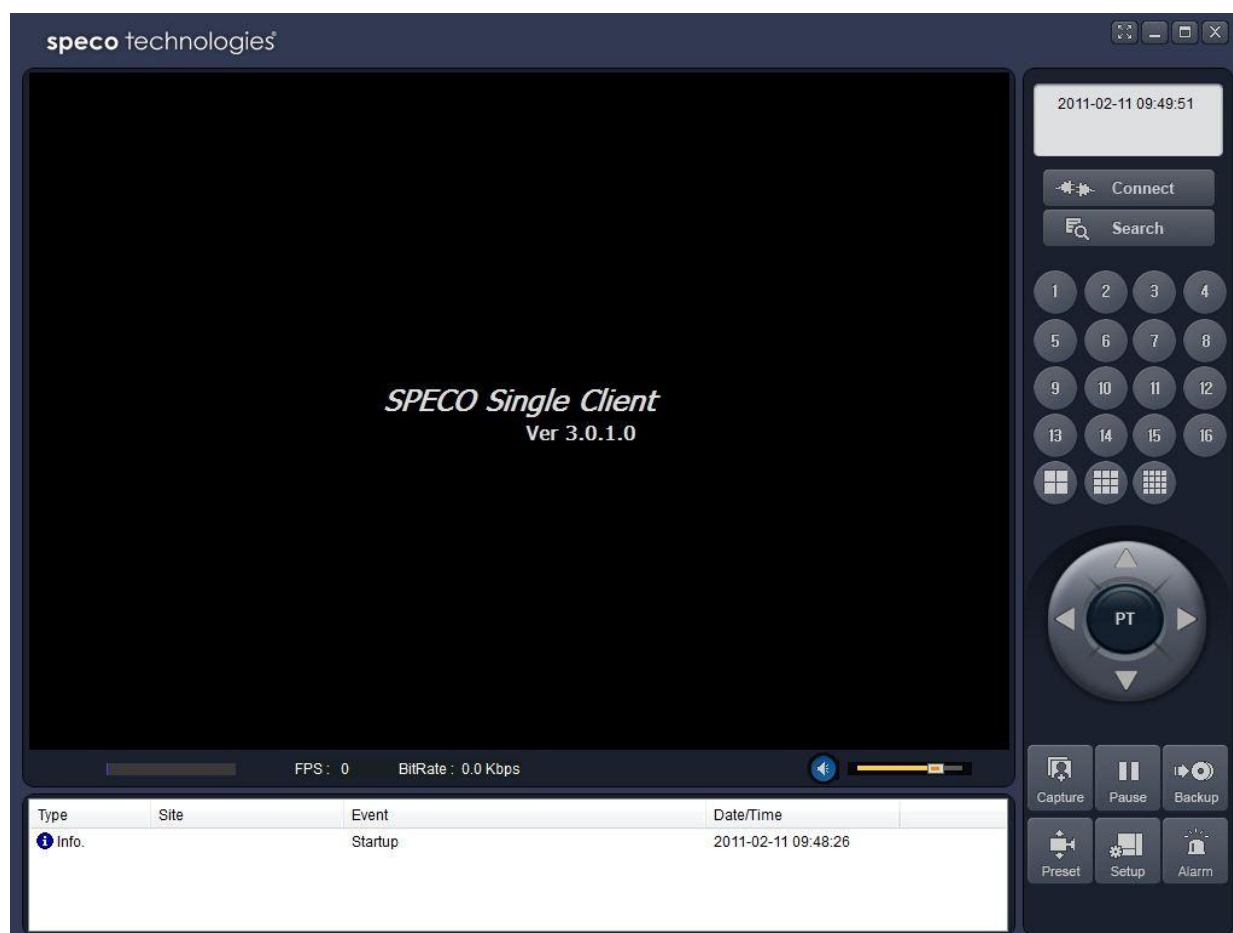 speco technologies®
2011-02-11 09:49:51
Connect
Search
1 2 3 4
5 6 7 8
9 10 11 12
13 14 15 16
SPECO Single Client
Ver 3.0.1.0
PT
FPS : 0 BitRate : 0.0 Kbps
Capture Pause Backup
Preset Setup Alarm
Type Site Event Date/Time
Info. Startup 2011-02-11 09:48:26